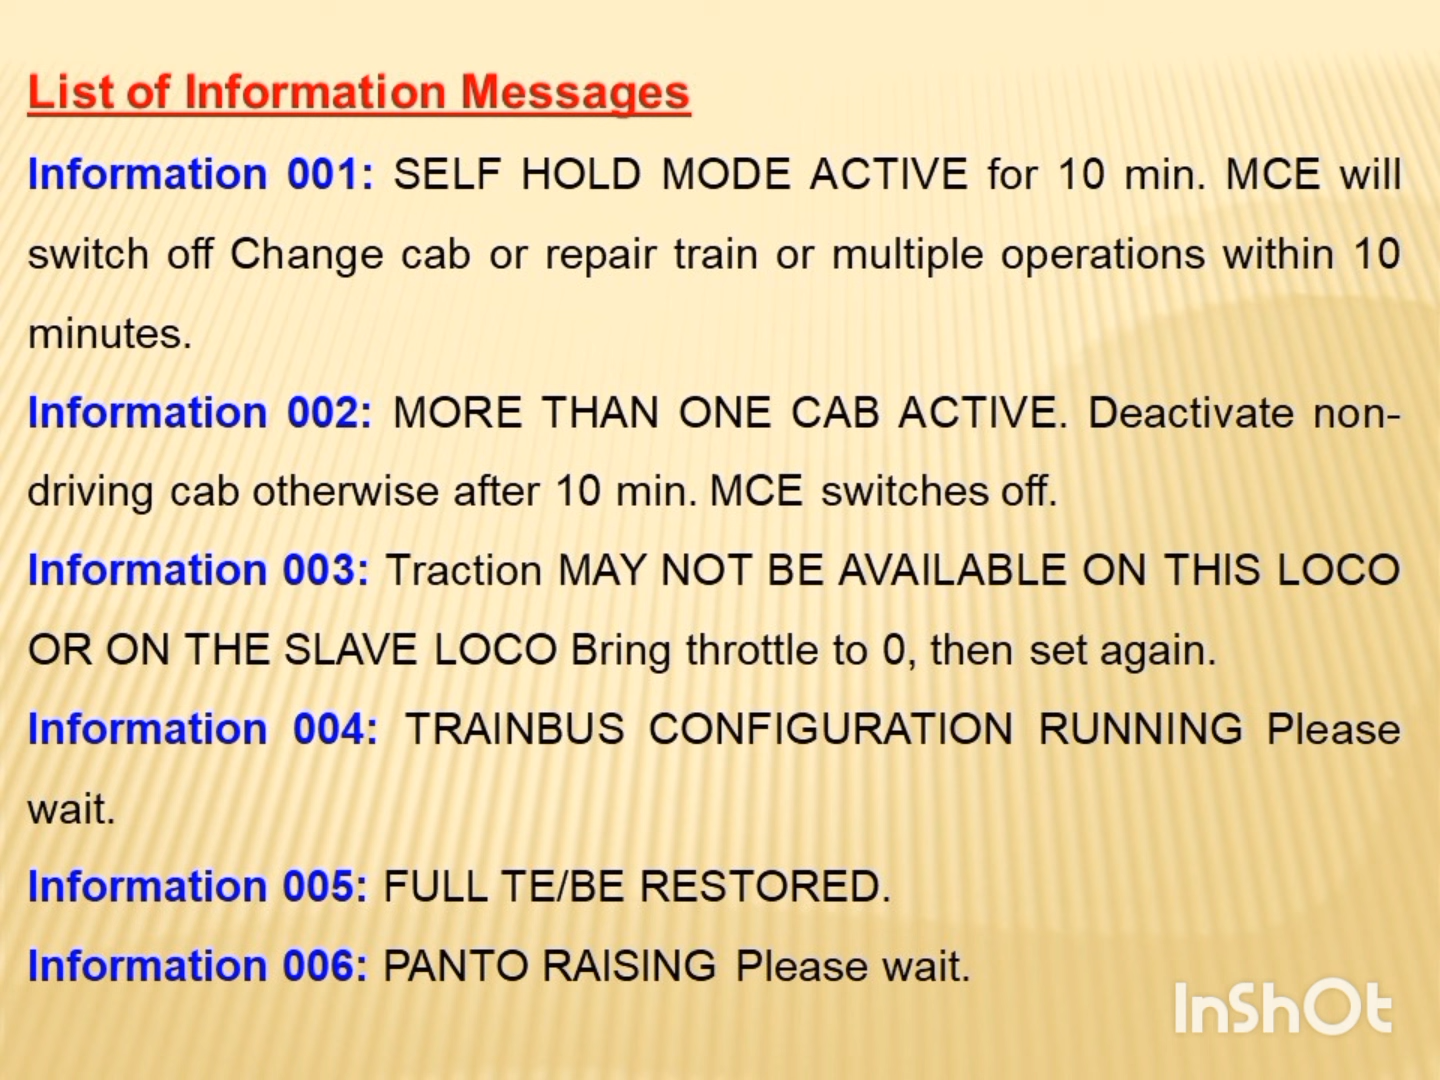 List of Information Messages
Information 001: SELF HOLD MODE ACTIVE for 10 min. MCE will
switch off Change cab or repair train or multiple operations within 10
minutes.
Information 002: MORE THAN ONE CAB ACTIVE. Deactivate non-
driving cab otherwise after 10 min. MCE switches off.
Information 003: Traction MAY NOT BE AVAILABLE ON THIS LOCO
OR ON THE SLAVE LOCO Bring throttle to 0, then set again.
Information 004: TRAINBUS CONFIGURATION RUNNING Please
wait.
Information 005: FULL TE/BE RESTORED.
Information 006: PANTO RAISING Please wait.
InShOt